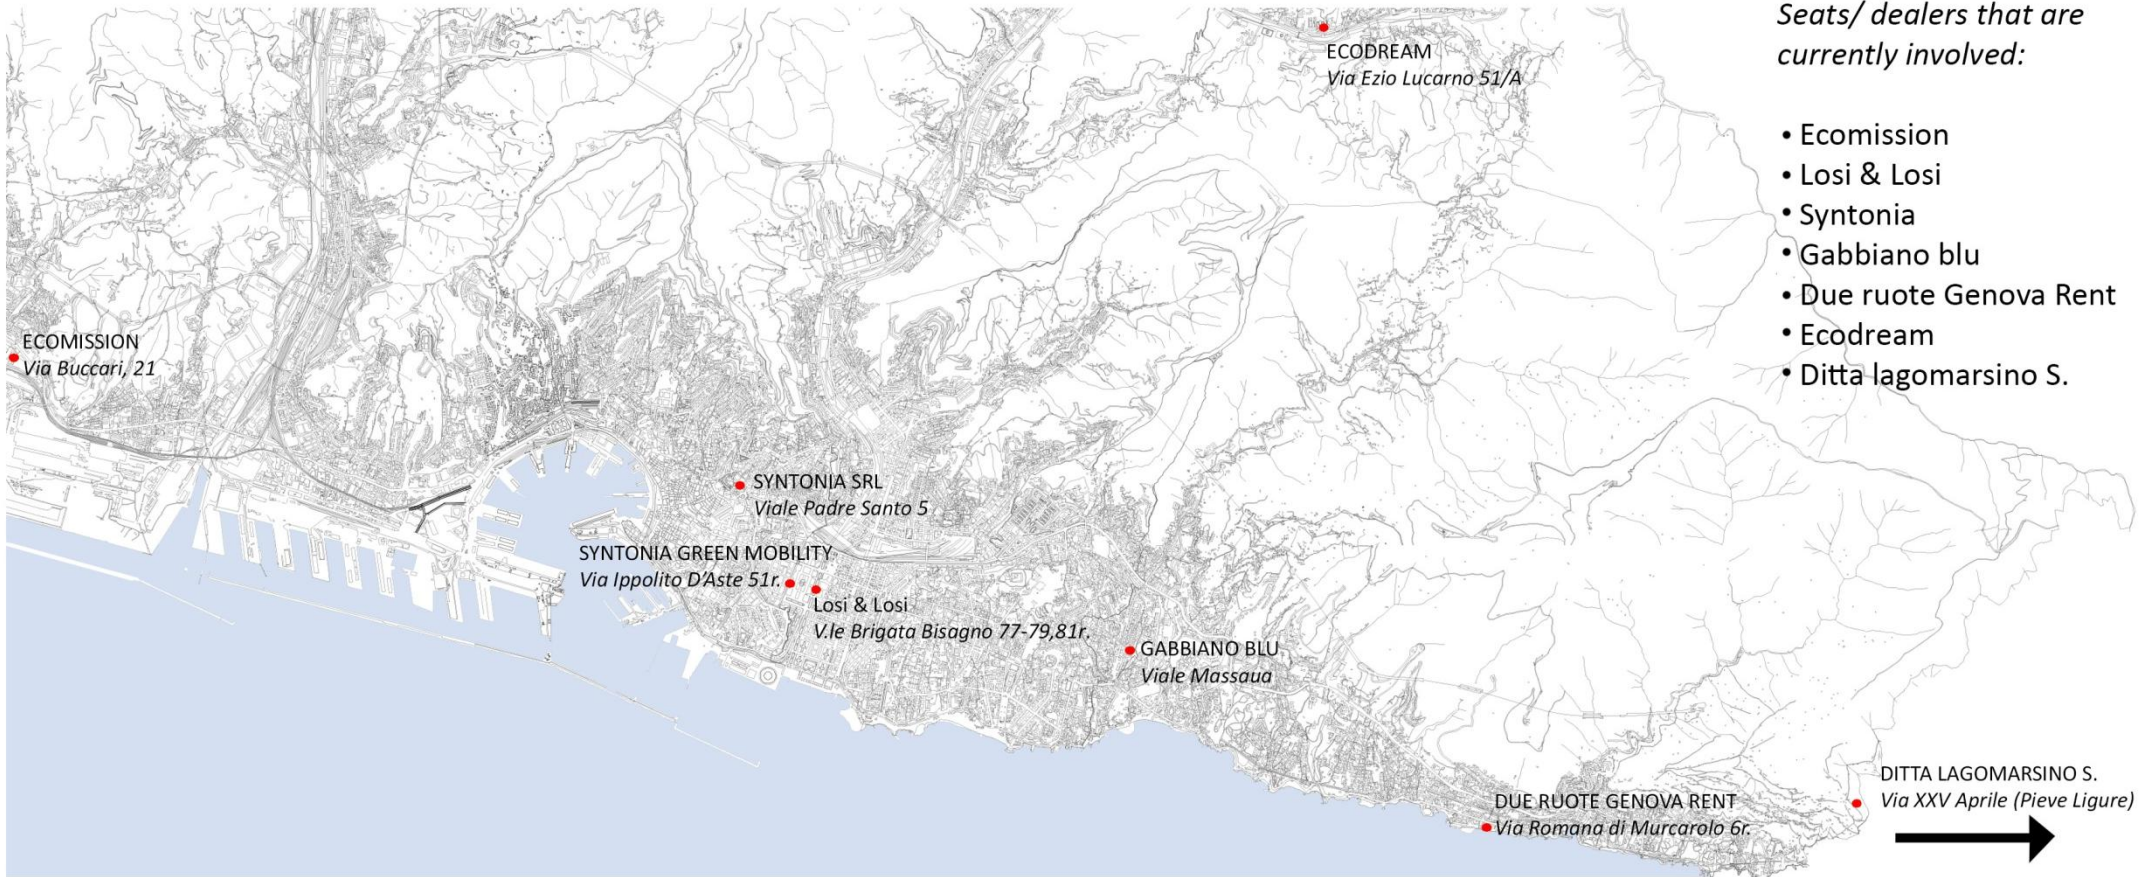 Seats/ dealers that are
currently involved:
• Ecomission
• Losi & Losi
• Syntonia
• Gabbiano blu
• Due ruote Genova Rent
• Ecodream
• Ditta lagomarsino S.
ECODREAM
Via Ezio Lucarno 51/A
ECOMISSION
Via Buccari, 21
SYNTONIA SRL
Viale Padre Santo 5
SYNTONIA GREEN MOBILITY
Via Ippolito D'Aste 51r.
Losi & Losi
V.le Brigata Bisagno 77-79,81r.
GABBIANO BLU
Viale Massaua
DUE RUOTE GENOVA RENT
Via Romana di Murcarolo 6r.
DITTA LAGOMARSINO S.
Via XXV Aprile (Pieve Ligure)